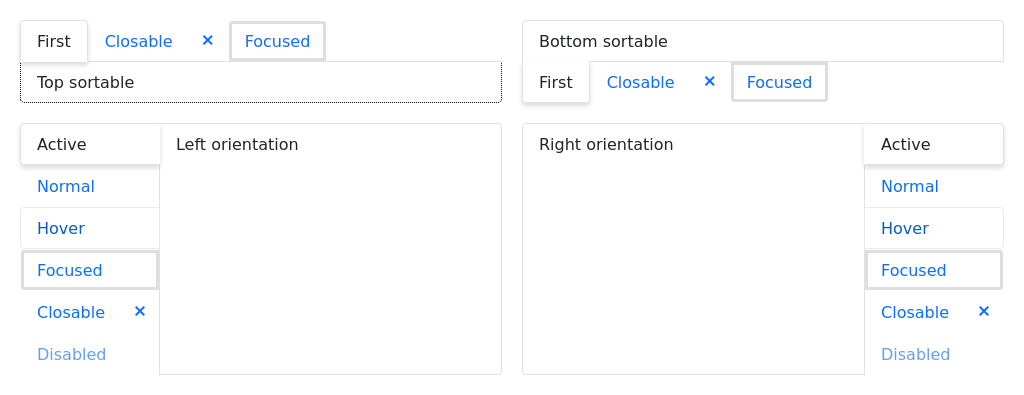 First Closable × Focused
Top sortable
Bottom sortable
First Closable × Focused
Active
Normal
Hover
Focused
Closable ×
Disabled
Left orientation
Right orientation
Active
Normal
Hover
Focused
Closable ×
Disabled